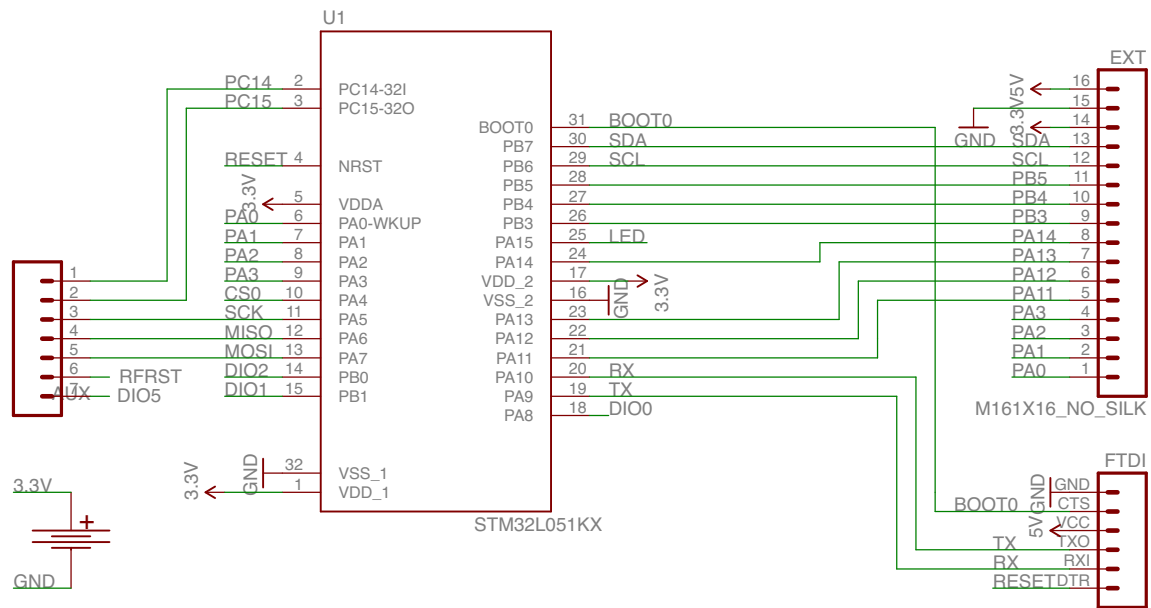 U1
PC14 2 PC14-32I
PC15 3 PC15-32O
RESET 4 NRST
3.3V 5 VDDA
PA0 6 PA0-WKUP
PA1 7 PA1
PA2 8 PA2
PA3 9 PA3
CS0 10 PA4
SCK 11 PA5
MISO 12 PA6
MOSI 13 PA7
DIO2 14 PB0
DIO1 15 PB1
GND 32 VSS_1
3.3V 1 VDD_1
BOOT0 31 BOOT0
PB7 30 SDA
PB6 29 SCL
PB5 28
PB4 27
PB3 26
PA15 25 LED
PA14 24
VDD_2 17 3.3V
VSS_2 16 GND
PA13 23
PA12 22
PA11 21
PA10 20 RX
PA9 19 TX
PA8 18 DIO0
STM32L051KX
1
2
3
4
5
6 RFRST
7 DIO5
AUX
3.3V
+
GND
EXT
5V 16
GND 15
3.3V 14
SDA 13
SCL 12
PB5 11
PB4 10
PB3 9
PA14 8
PA13 7
PA12 6
PA11 5
PA3 4
PA2 3
PA1 2
PA0 1
M161X16_NO_SILK
FTDI
GND GND
BOOT0 CTS
5V VCC
TX TXO
RX RXI
RESET DTR